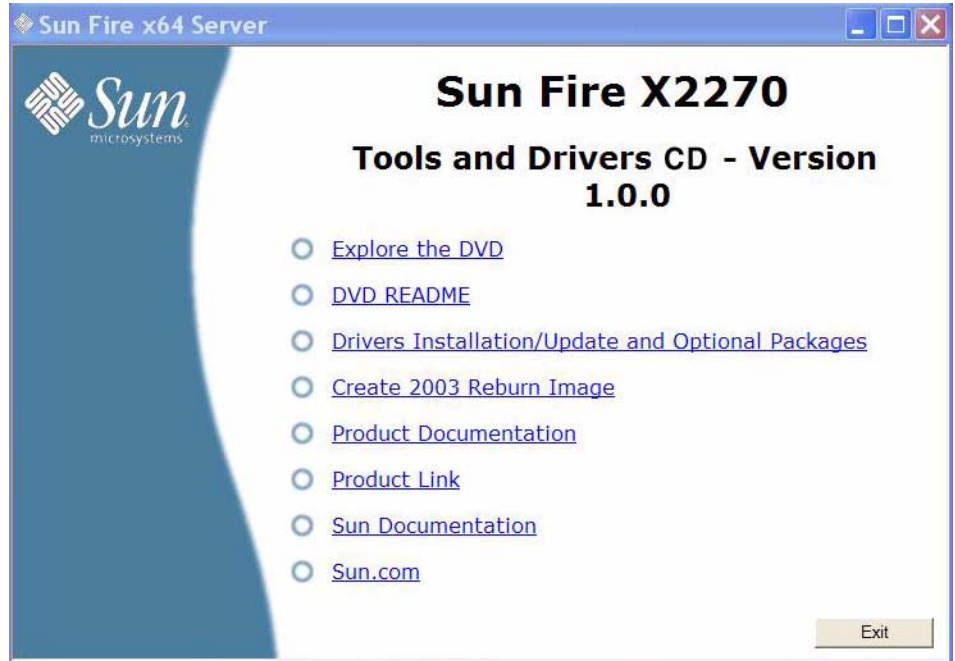 Sun Fire x64 Server
Sun
microsystems
Sun Fire X2270
Tools and Drivers CD - Version
1.0.0
Explore the DVD
DVD README
Drivers Installation/Update and Optional Packages
Create 2003 Reburn Image
Product Documentation
Product Link
Sun Documentation
Sun.com
Exit